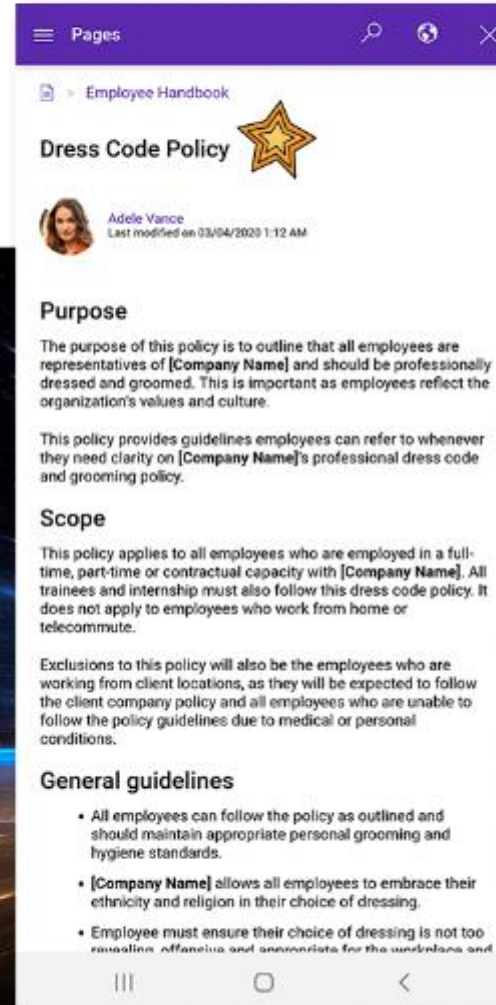 Pages
Employee Handbook
Dress Code Policy
Adele Vance
Last modified on 03/04/2020 1:12 AM
Purpose
The purpose of this policy is to outline that all employees are
representatives of [Company Name] and should be professionally
dressed and groomed. This is important as employees reflect the
organization's values and culture.
This policy provides guidelines employees can refer to whenever
they need clarity on [Company Name]'s professional dress code
and grooming policy.
Scope
This policy applies to all employees who are employed in a full-
time, part-time or contractual capacity with [Company Name]. All
trainees and internship must also follow this dress code policy. It
does not apply to employees who work from home or
telecommute.
Exclusions to this policy will also be the employees who are
working from client locations, as they will be expected to follow
the client company policy and all employees who are unable to
follow the policy guidelines due to medical or personal
conditions.
General guidelines
• All employees can follow the policy as outlined and
should maintain appropriate personal grooming and
hygiene standards.
• [Company Name] allows all employees to embrace their
ethnicity and religion in their choice of dressing.
• Employee must ensure their choice of dressing is not too
revealing, offensive and appropriate for the workplace and